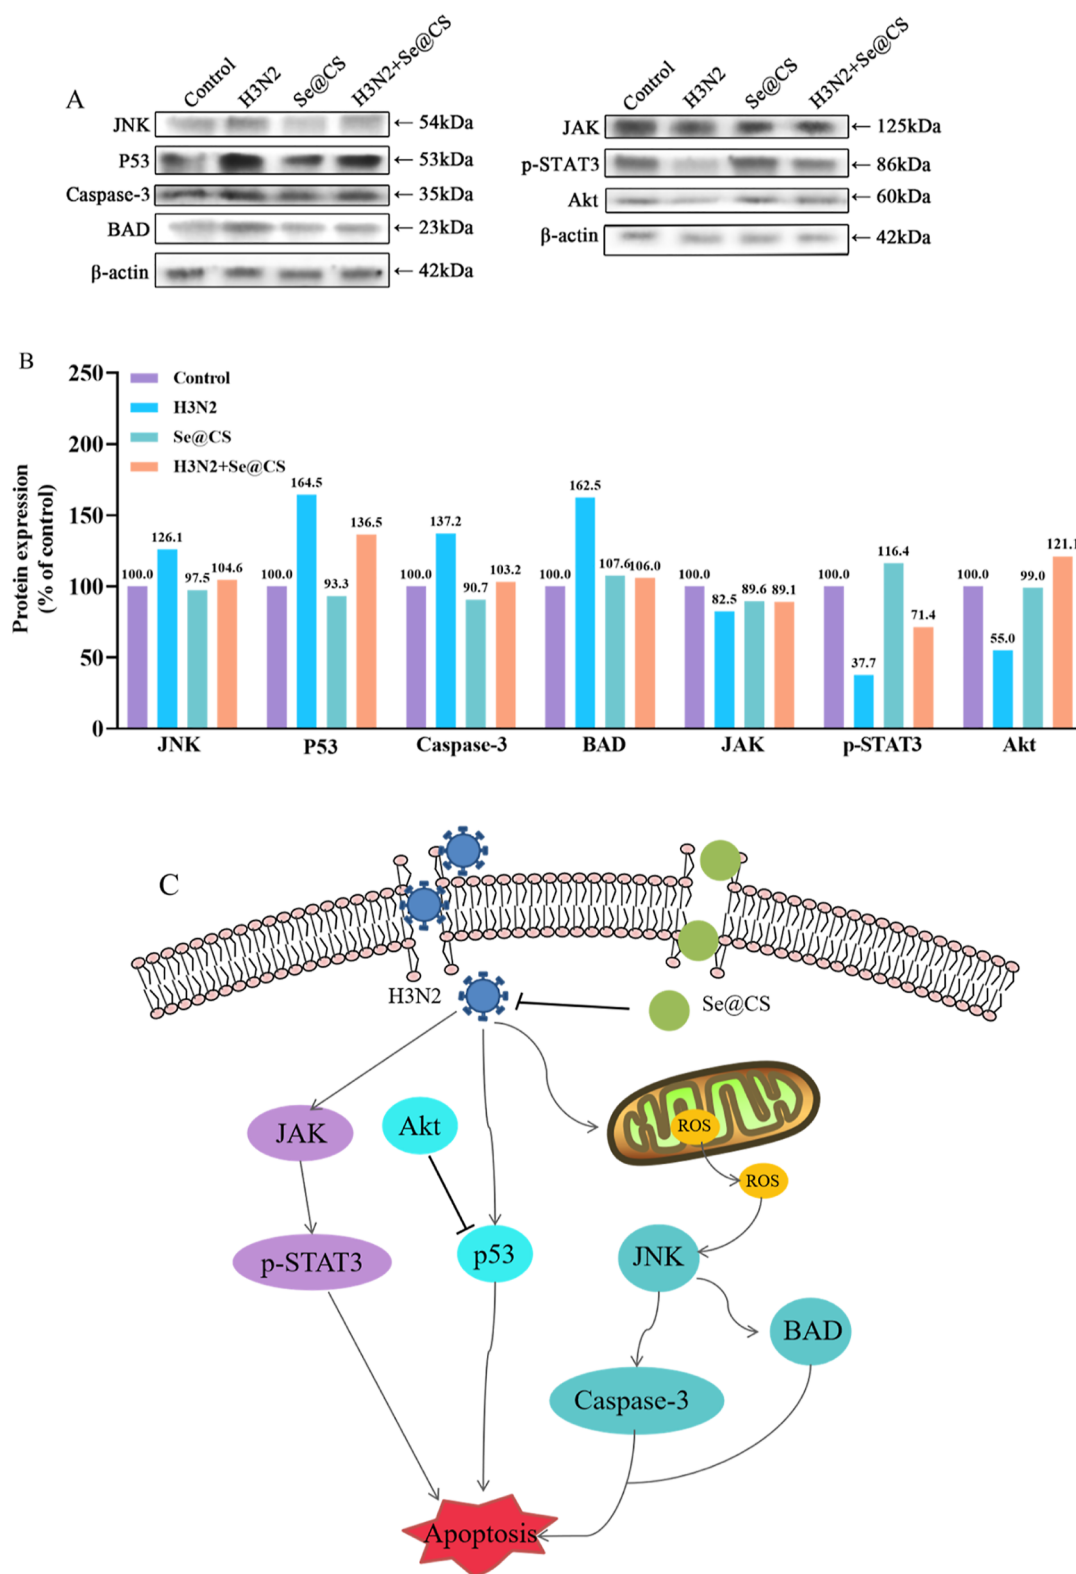 A
Control H3N2 Se@CS H3N2+Se@CS
JNK ← 54kDa
P53 ← 53kDa
Caspase-3 ← 35kDa
BAD ← 23kDa
β-actin ← 42kDa
Control H3N2 Se@CS H3N2+Se@CS
JAK ← 125kDa
p-STAT3 ← 86kDa
Akt ← 60kDa
β-actin ← 42kDa
B
Protein expression
(% of control)
250
200
150
100
50
0
Control
H3N2
Se@CS
H3N2+Se@CS
100.0 126.1 97.5 104.6
100.0 164.5 93.3 136.5
100.0 137.2 90.7 103.2
100.0 162.5 107.6 106.0
100.0 82.5 89.6 89.1
100.0 37.7 116.4 71.4
100.0 55.0 99.0 121.1
JNK P53 Caspase-3 BAD JAK p-STAT3 Akt
C
H3N2
Se@CS
JAK
Akt
ROS
ROS
p-STAT3
p53
JNK
BAD
Caspase-3
Apoptosis